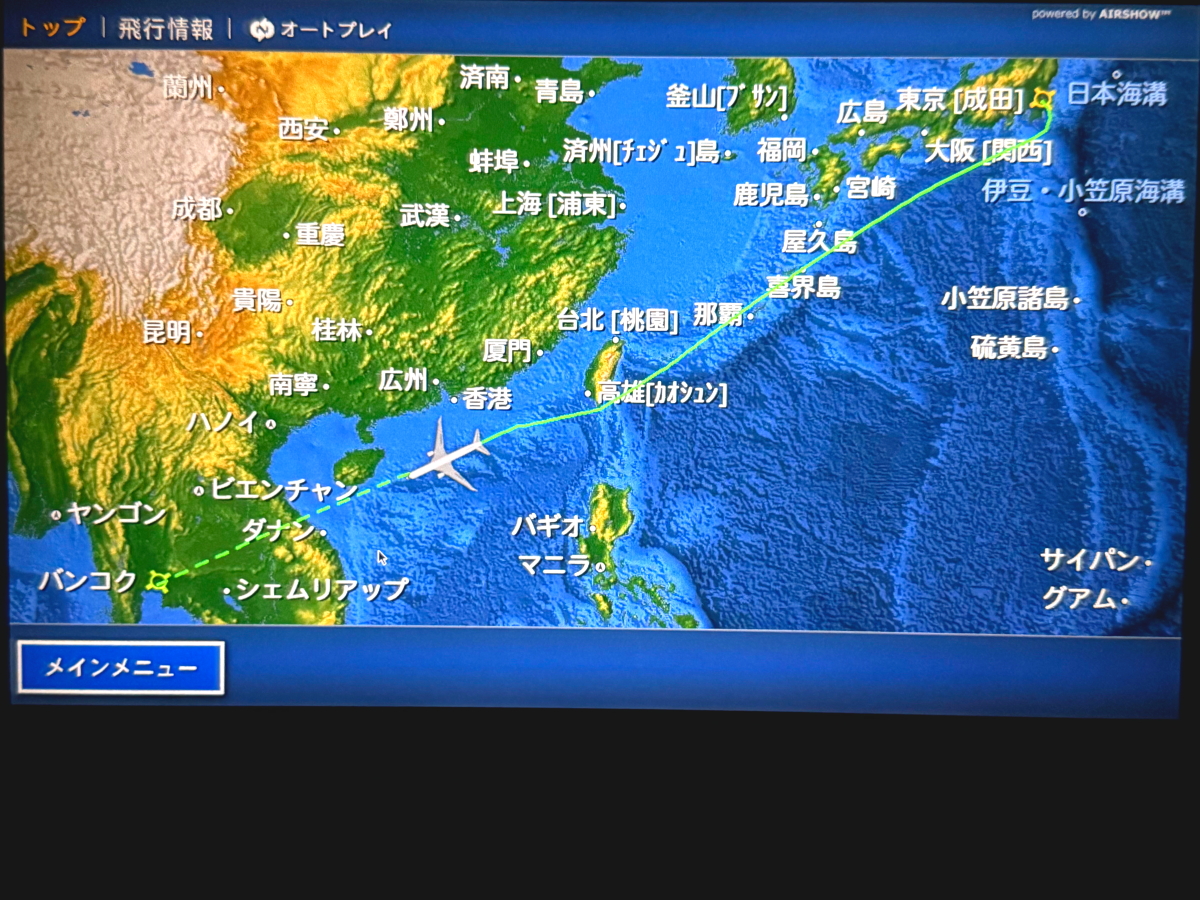 トップ | 飛行情報 | オートプレイ
powered by AIRSHOW
蘭州
済南
青島
釜山[プサン]
広島
東京 [成田]
日本海溝
西安
鄭州
蚌埠
済州[チェジュ]島
福岡
大阪 [関西]
成都
重慶
武漢
上海 [浦東]
鹿児島
宮崎
伊豆・小笠原海溝
屋久島
貴陽
喜界島
小笠原諸島
昆明
桂林
台北 [桃園]
那覇
厦門
硫黄島
南寧
広州
香港
高雄[カオシュン]
ハノイ
ビエンチャン
ヤンゴン
ダナン
バギオ
マニラ
サイパン
バンコク
シェムリアップ
グアム
メインメニュー